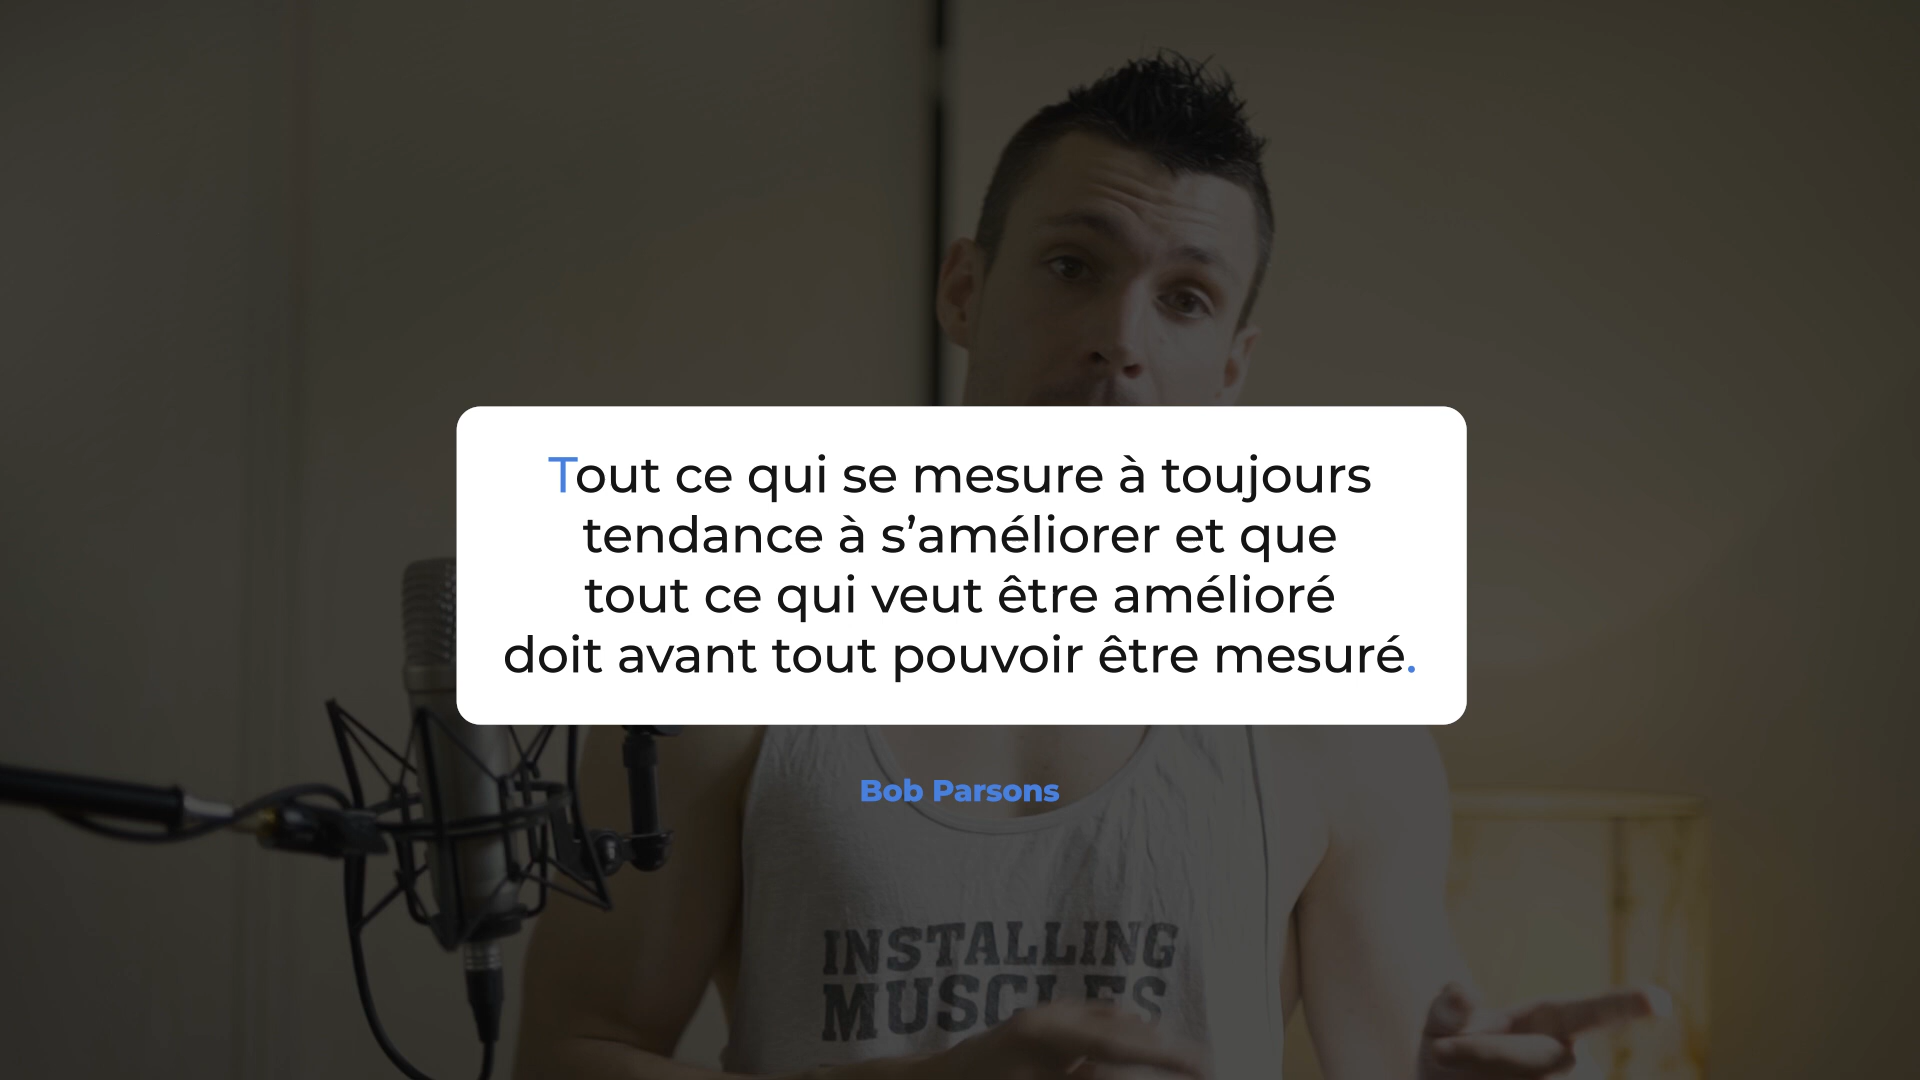 Tout ce qui se mesure à toujours
tendance à s’améliorer et que
tout ce qui veut être amélioré
doit avant tout pouvoir être mesuré.
Bob Parsons
INSTALLING
MUSCLES